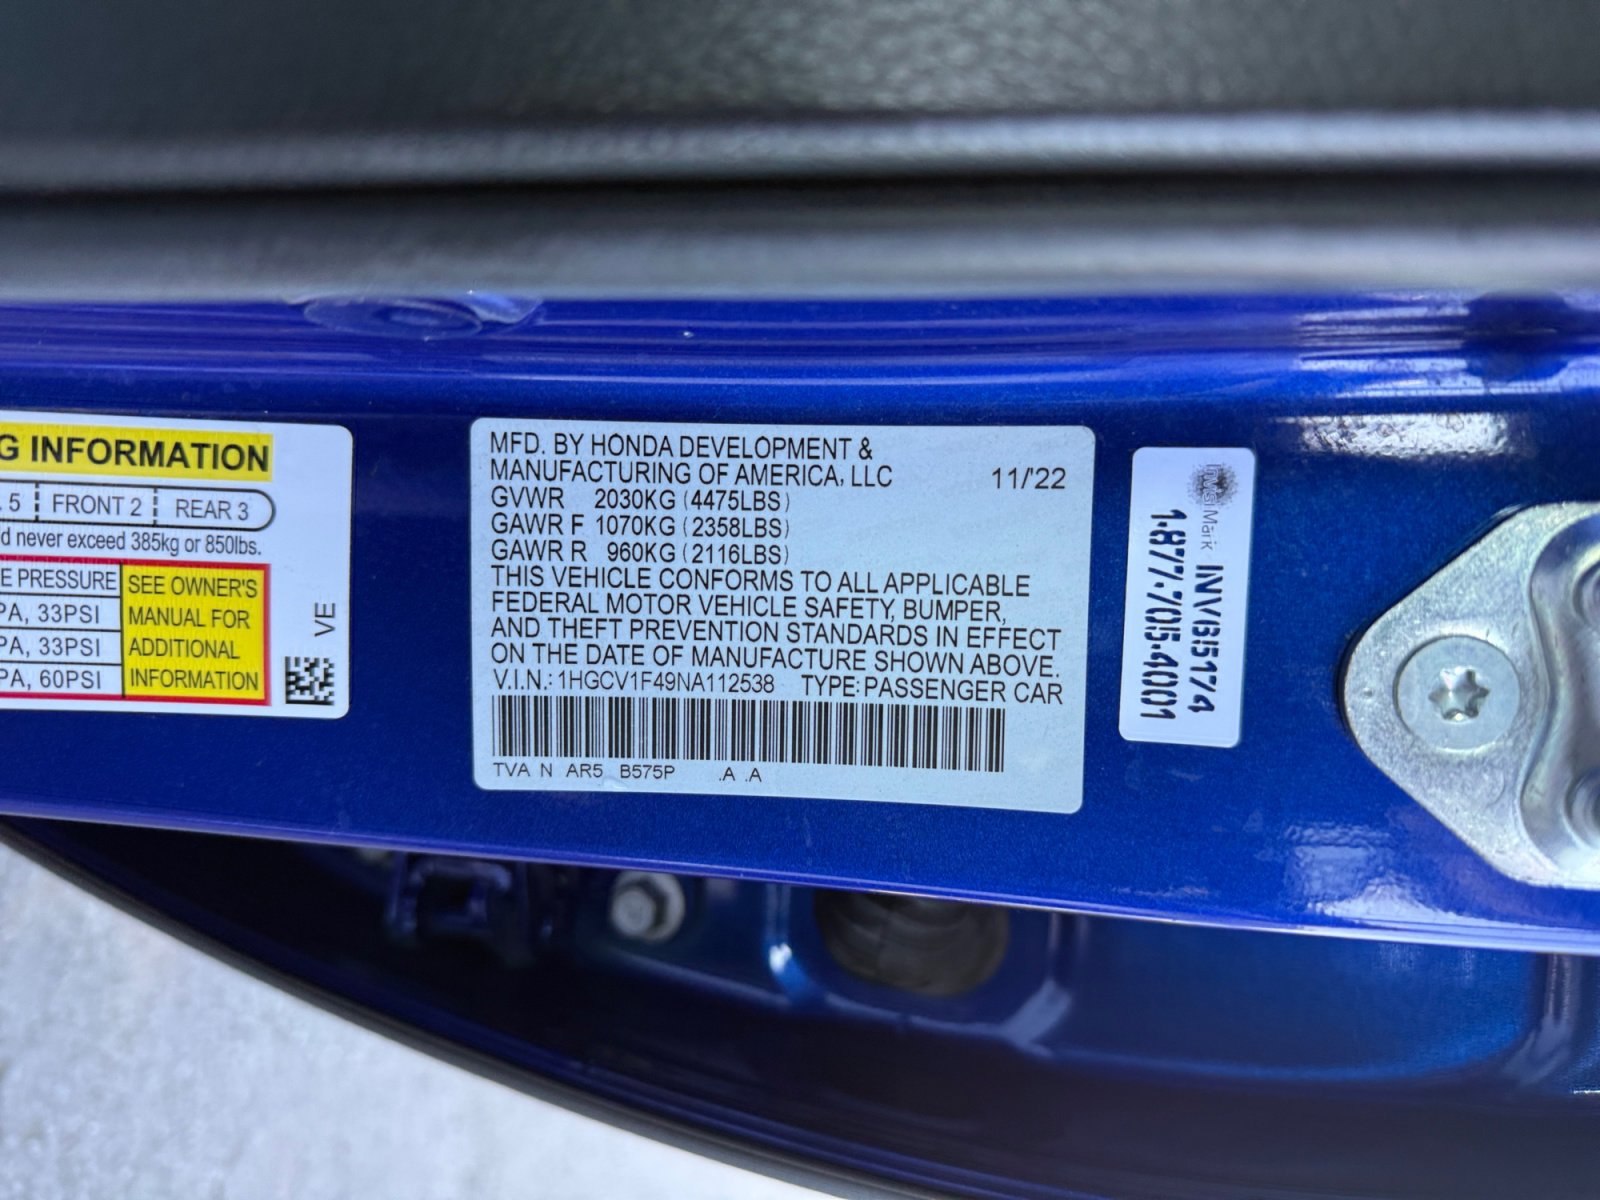 G INFORMATION
5 FRONT 2 REAR 3
d never exceed 385kg or 850lbs.
E PRESSURE
PA, 33PSI
PA, 33PSI
PA, 60PSI
SEE OWNER'S
MANUAL FOR
ADDITIONAL
INFORMATION
VE
MFD. BY HONDA DEVELOPMENT &
MANUFACTURING OF AMERICA, LLC 11/'22
GVWR 2030KG (4475LBS)
GAWR F 1070KG (2358LBS)
GAWR R 960KG (2116LBS)
THIS VEHICLE CONFORMS TO ALL APPLICABLE
FEDERAL MOTOR VEHICLE SAFETY, BUMPER,
AND THEFT PREVENTION STANDARDS IN EFFECT
ON THE DATE OF MANUFACTURE SHOWN ABOVE.
V.I.N.: 1HGCV1F49NA112538 TYPE: PASSENGER CAR
TVA N AR5 B575P .A .A
1-877-705-4001